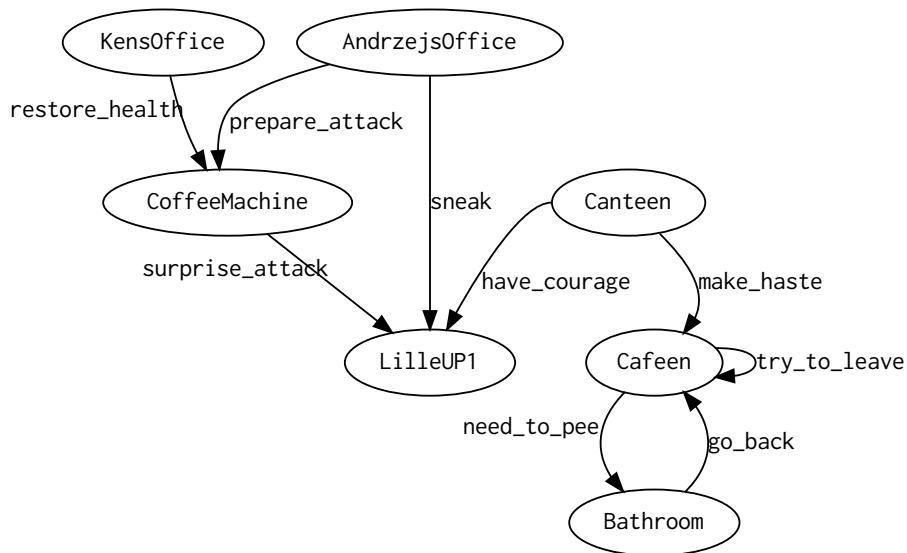 KensOffice
AndrzejsOffice
restore_health
prepare_attack
CoffeeMachine
sneak
Canteen
surprise_attack
have_courage
make_haste
LilleUP1
Cafeen
try_to_leave
need_to_pee
go_back
Bathroom